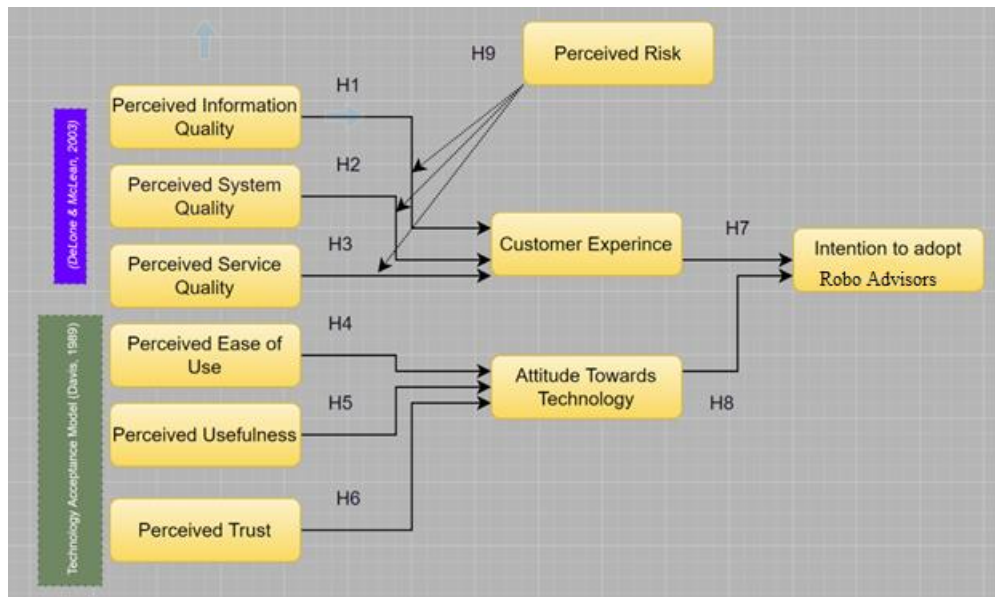 H9
Perceived Risk
H1
Perceived Information
Quality
H2
Perceived System
Quality
(DeLone & McLean, 2003)
H3
Perceived Service
Quality
Customer Experince
H7
Intention to adopt
Robo Advisors
H4
Perceived Ease of
Use
Technology Acceptance Model (Davis, 1989)
H5
Perceived Usefulness
Attitude Towards
Technology
H8
H6
Perceived Trust